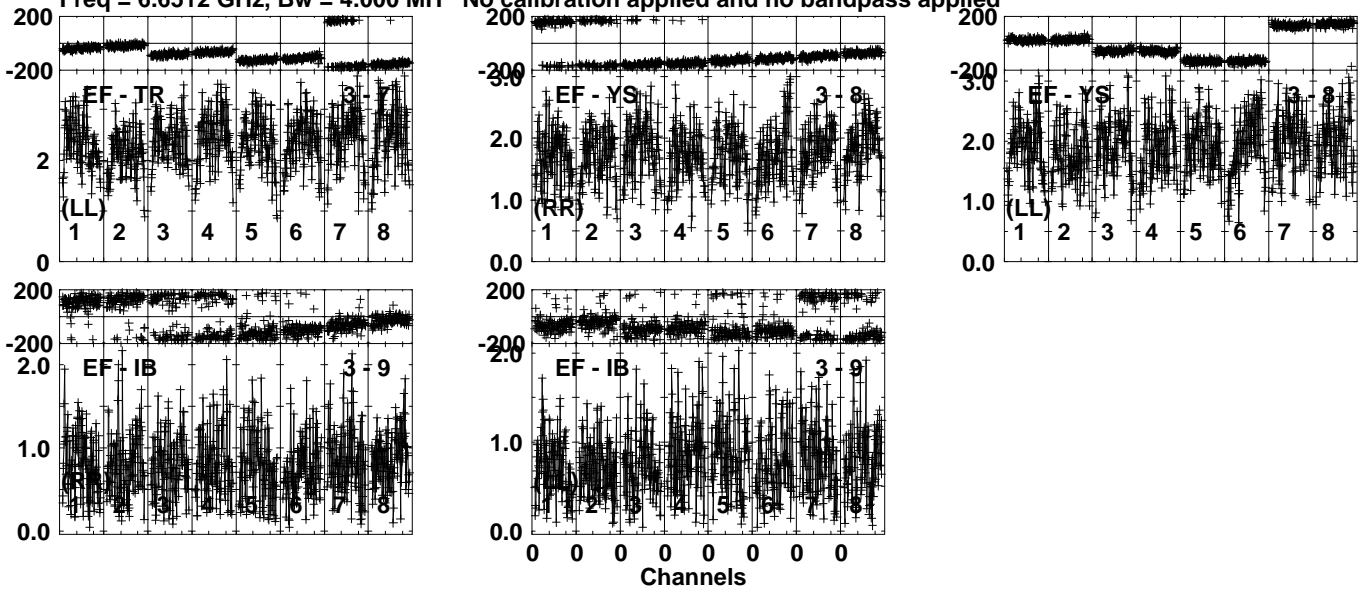 Freq = 6.6512 GHz, Bw = 4.000 MH No calibration applied and no bandpass applied
200
-200
EF - TR 3 - 7
2
(LL)
1 2 3 4 5 6 7 8
0
200
-200
3.0
EF - YS 3 - 8
2.0
1.0
(RR)
1 2 3 4 5 6 7 8
0.0
200
-200
3.0
EF - YS 3 - 8
2.0
1.0
(LL)
1 2 3 4 5 6 7 8
0.0
200
-200
2.0
EF - IB 3 - 9
1.0
1 2 3 4 5 6 7 8
0.0
200
-200
2.0
EF - IB 3 - 9
1.0
1 2 3 4 5 6 7 8
0.0
0 0 0 0 0 0 0 0
Channels